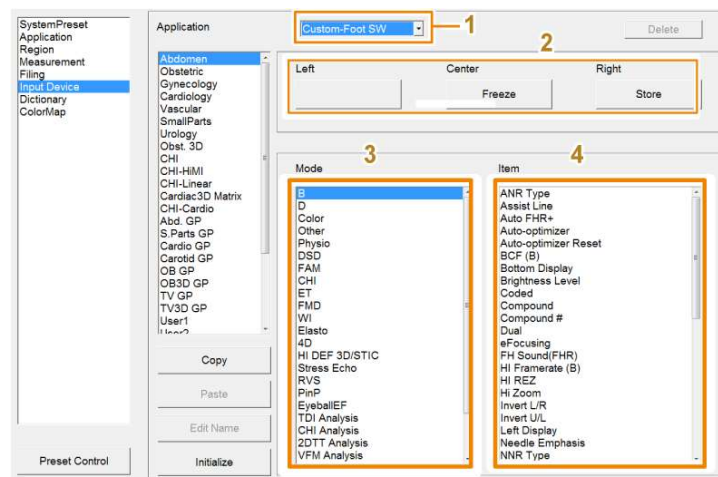 SystemPreset
Application
Region
Measurement
Filing
Input Device
Dictionary
ColorMap
Preset Control
Application
Abdomen
Obstetric
Gynecology
Cardiology
Vascular
SmallParts
Urology
Obst. 3D
CHI
CHI-HiMI
CHI-Linear
Cardiac3D Matrix
CHI-Cardio
Abd. GP
S.Parts GP
Cardio GP
Carotid GP
OB GP
OB3D GP
TV GP
TV3D GP
User1
User2
Copy
Paste
Edit Name
Initialize
Custom-Foot SW
1
Delete
2
Left Center Right
Freeze Store
3
Mode
B
D
Color
Other
Physio
DSD
FAM
CHI
ET
FMD
WI
Elasto
4D
HI DEF 3D/STIC
Stress Echo
RVS
PinP
EyeballEF
TDI Analysis
CHI Analysis
2DTT Analysis
VFM Analysis
4
Item
ANR Type
Assist Line
Auto FHR+
Auto-optimizer
Auto-optimizer Reset
BCF (B)
Bottom Display
Brightness Level
Coded
Compound
Compound #
Dual
eFocusing
FH Sound(FHR)
HI Framerate (B)
HI REZ
Hi Zoom
Invert L/R
Invert U/L
Left Display
Needle Emphasis
NNR Type